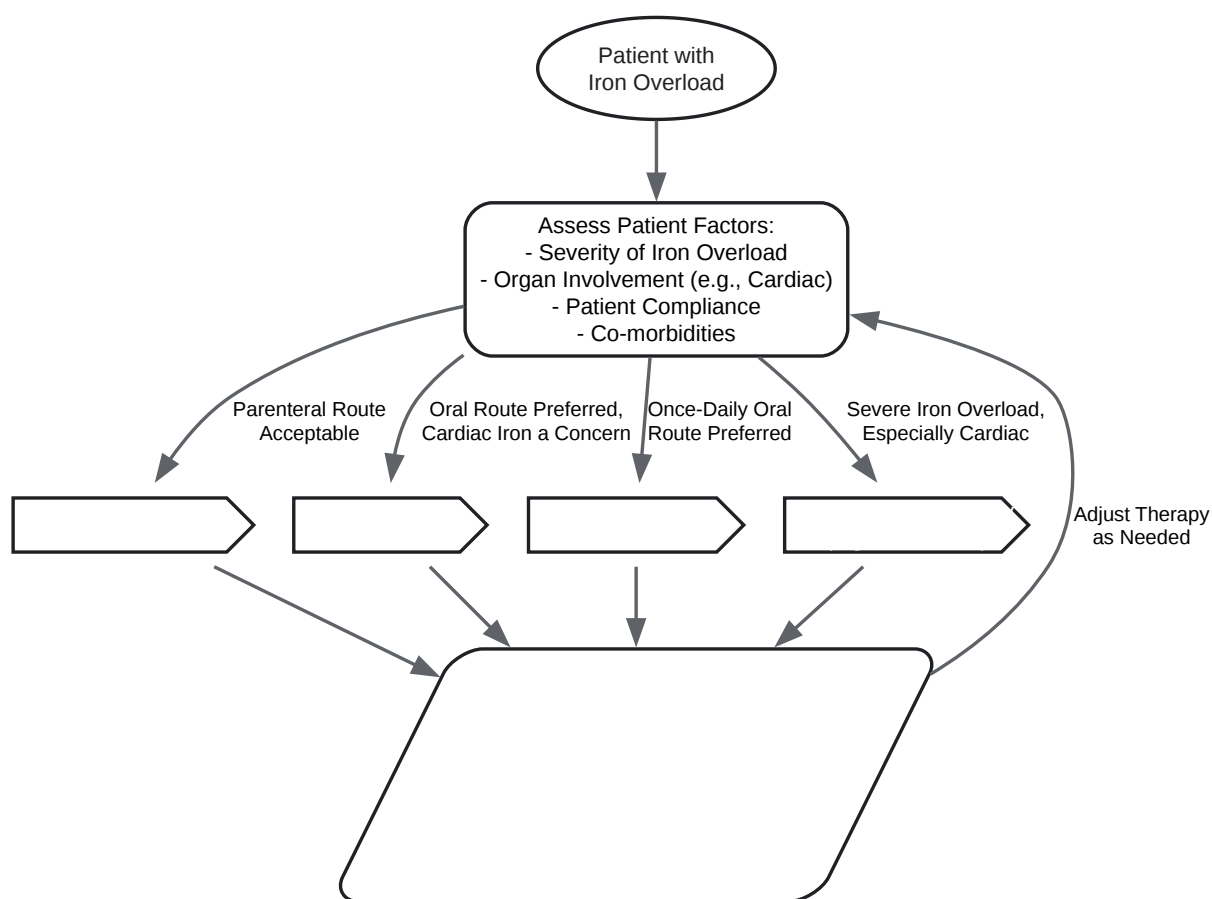 Patient with
Iron Overload
Assess Patient Factors:
- Severity of Iron Overload
- Organ Involvement (e.g., Cardiac)
- Patient Compliance
- Co-morbidities
Parenteral Route
Acceptable
Oral Route Preferred,
Cardiac Iron a Concern
Once-Daily Oral
Route Preferred
Severe Iron Overload,
Especially Cardiac
Adjust Therapy
as Needed